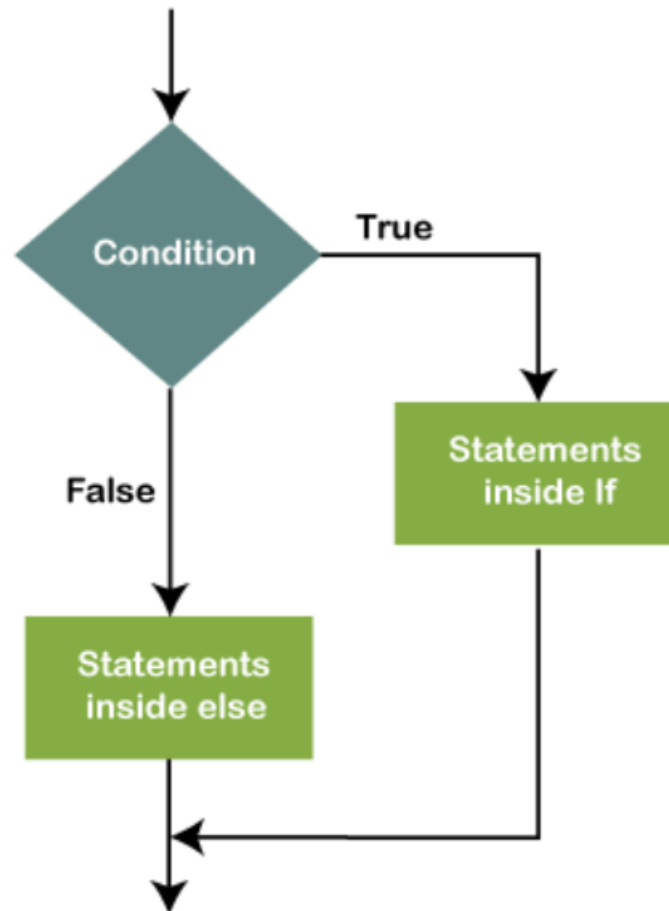 Condition
True
False
Statements
inside If
Statements
inside else